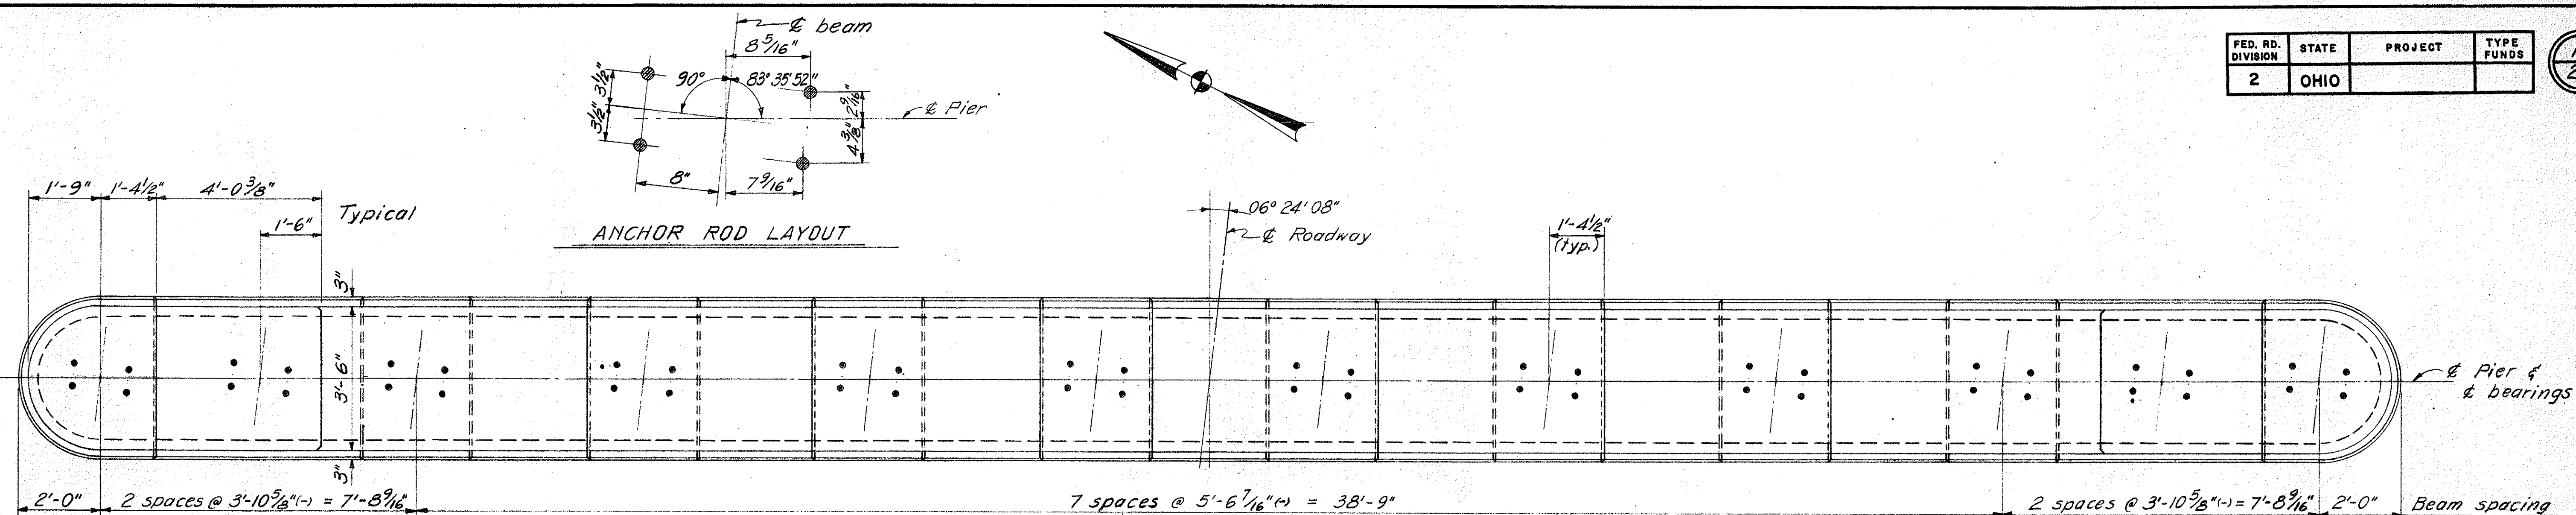 ℄ beam
8 5/16"
90°
83° 35' 52"
3 1/2"
3 1/2"
2 9/16"
4 3/8"
℄ Pier
8"
7 9/16"
ANCHOR ROD LAYOUT
FED. RD. DIVISION
STATE
PROJECT
TYPE FUNDS
2
OHIO
1'-9"
1'-4 1/2"
4'-0 3/8"
1'-6"
Typical
06° 24' 08"
℄ Roadway
1'-4 1/2"
(typ.)
3"
3'-6"
3"
℄ Pier &
℄ bearings
2'-0"
2 spaces @ 3'-10 5/8"(-) = 7'-8 9/16"
7 spaces @ 5'-6 7/16"(-) = 38'-9"
2 spaces @ 3'-10 5/8"(-) = 7'-8 9/16"
2'-0"
Beam spacing